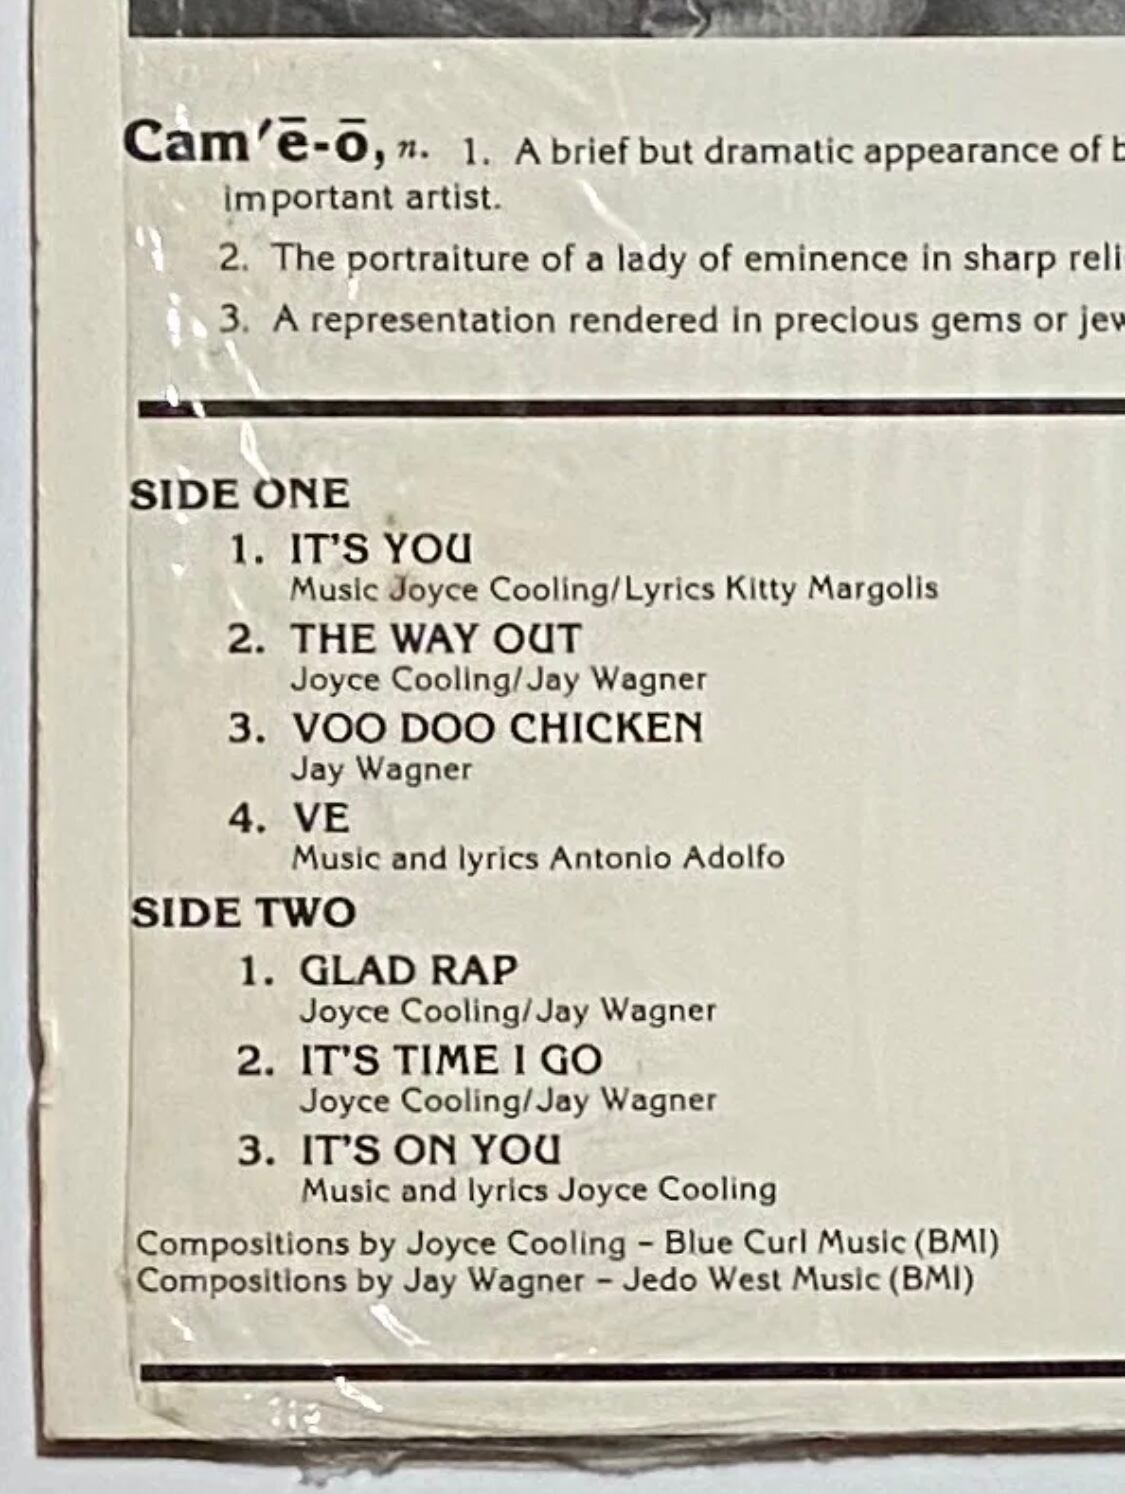 Cam′ē-ō, n. 1. A brief but dramatic appearance of
important artist.
2. The portraiture of a lady of eminence in sharp
3. A representation rendered in precious gems or
SIDE ONE
1. IT'S YOU
Music Joyce Cooling/Lyrics Kitty Margolis
2. THE WAY OUT
Joyce Cooling/Jay Wagner
3. VOO DOO CHICKEN
Jay Wagner
4. VE
Music and lyrics Antonio Adolfo
SIDE TWO
1. GLAD RAP
Joyce Cooling/Jay Wagner
2. IT'S TIME I GO
Joyce Cooling/Jay Wagner
3. IT'S ON YOU
Music and lyrics Joyce Cooling
Compositions by Joyce Cooling – Blue Curl Music (BMI)
Compositions by Jay Wagner – Jedo West Music (BMI)